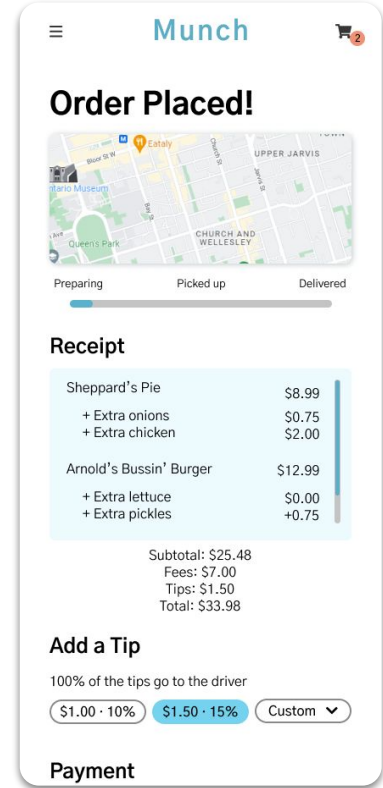 Munch
2
Order Placed!
Eataly
UPPER JARVIS
Bloor St W
Church St
Jarvis St
ntario Museum
Bay St
Queen's Park
CHURCH AND
WELLESLEY
Preparing Picked up Delivered
Receipt
Sheppard's Pie $8.99
+ Extra onions $0.75
+ Extra chicken $2.00
Arnold's Bussin' Burger $12.99
+ Extra lettuce $0.00
+ Extra pickles +0.75
Subtotal: $25.48
Fees: $7.00
Tips: $1.50
Total: $33.98
Add a Tip
100% of the tips go to the driver
$1.00 · 10% $1.50 · 15% Custom
Payment